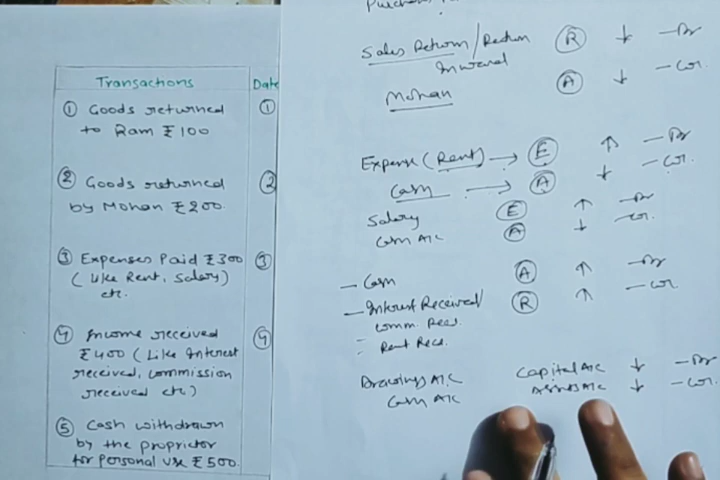 Transactions
Date
① Goods returned
to Ram ₹100
①
② Goods returned
by Mohan ₹200.
②
③ Expenses Paid ₹300
(Like Rent, Salary)
etc.
③
④ Income received
₹400 (Like Interest
received, commission
received etc)
④
⑤ Cash withdrawn
by the proprietor
for Personal use ₹500.
Sales Return/Return Inward Ⓡ ↓ - Dr
Mohan Ⓐ ↓ - Cr.
Expense (Rent) → Ⓔ ↑ - Dr
Cash → Ⓐ ↓ - Cr.
Salary Ⓔ ↑ - Dr
Cash A/C Ⓐ ↓ - Cr.
- Cash Ⓐ ↑ - Dr
- Interest Received/ Ⓡ ↑ - Cr
Comm. Recd.
Rent Recd.
Drawings A/C Capital A/C ↓ - Dr
Cash A/C Assets A/C ↓ - Cr.